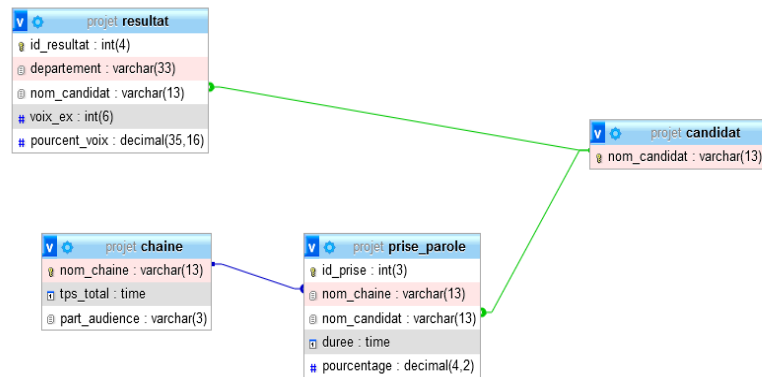 projet resultat
id_resultat : int(4)
departement : varchar(33)
nom_candidat : varchar(13)
voix_ex : int(6)
pourcent_voix : decimal(35,16)
projet candidat
nom_candidat : varchar(13)
projet chaine
nom_chaine : varchar(13)
tps_total : time
part_audience : varchar(3)
projet prise_parole
id_prise : int(3)
nom_chaine : varchar(13)
nom_candidat : varchar(13)
duree : time
pourcentage : decimal(4,2)